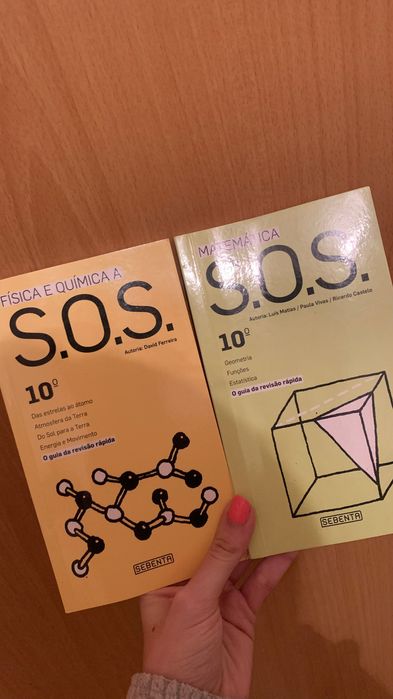 FÍSICA E QUÍMICA A
S.O.S.
Autoria: David Ferreira
10º
Das estrelas ao átomo
Atmosfera da Terra
Do Sol para a Terra
Energia e Movimento
O guia da revisão rápida
SEBENTA
MATEMÁTICA
S.O.S.
Autoria: Luís Matias / Paula Vivas / Ricardo Castelo
10º
Geometria
Funções
Estatística
O guia da revisão rápida
SEBENTA